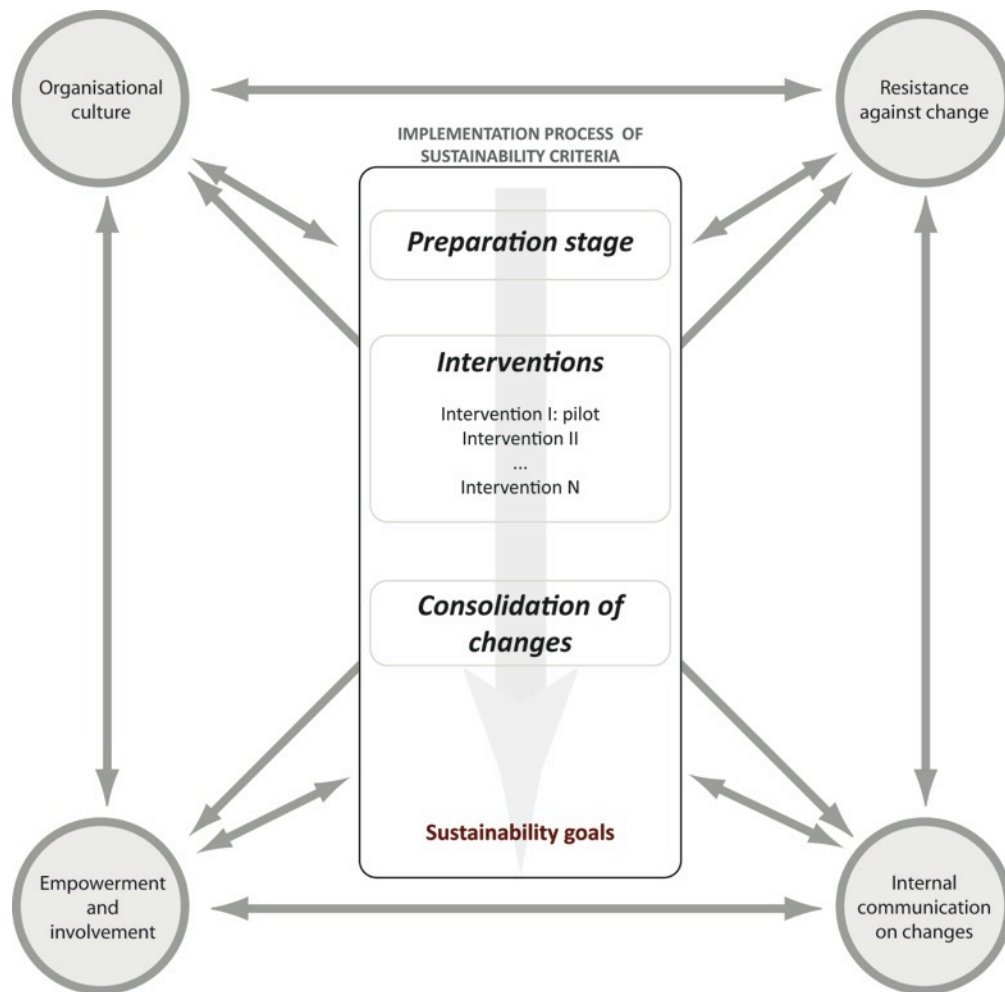 Organisational
culture
Resistance
against change
IMPLEMENTATION PROCESS OF
SUSTAINABILITY CRITERIA
Preparation stage
Interventions
Intervention I: pilot
Intervention II
...
Intervention N
Consolidation of
changes
Sustainability goals
Empowerment
and
involvement
Internal
communication
on changes